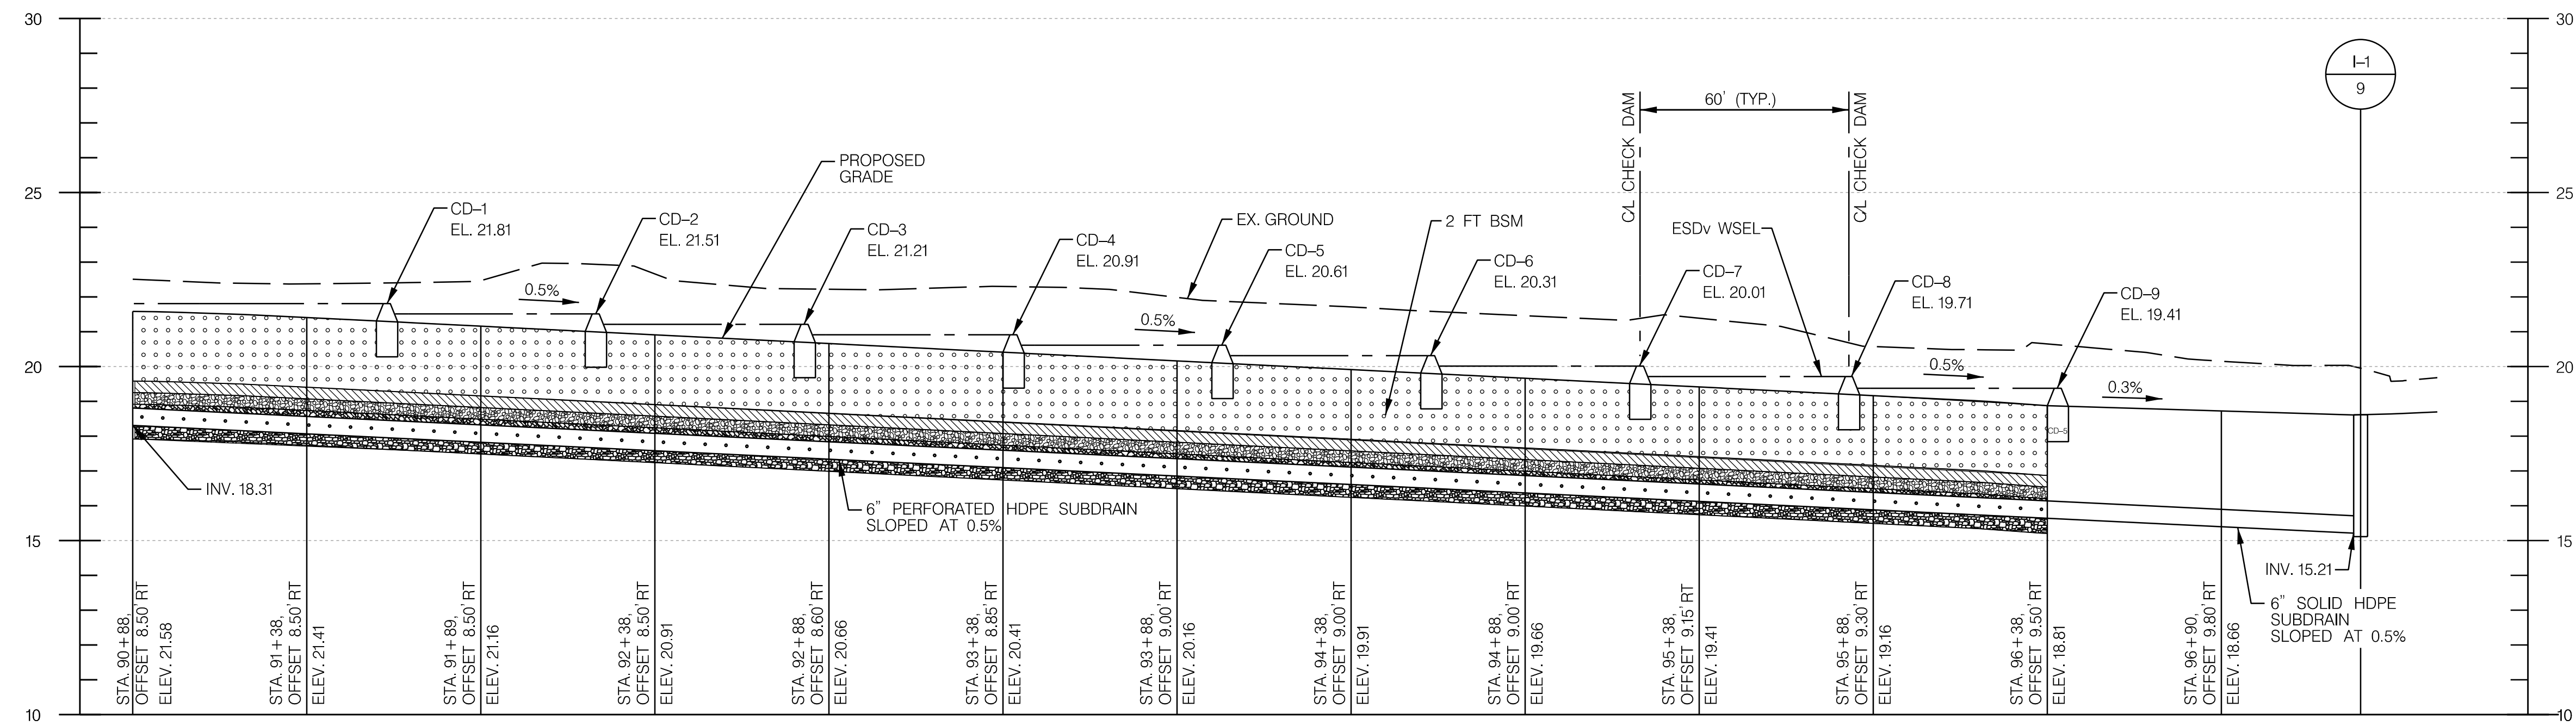 30
30
I–1
9
60' (TYP.)
C/L CHECK DAM
C/L CHECK DAM
PROPOSED
GRADE
25
25
CD–1
EL. 21.81
CD–2
EL. 21.51
CD–3
EL. 21.21
CD–4
EL. 20.91
EX. GROUND
CD–5
EL. 20.61
2 FT BSM
CD–6
EL. 20.31
ESDv WSEL
CD–7
EL. 20.01
CD–8
EL. 19.71
CD–9
EL. 19.41
0.5%
0.5%
0.5%
0.3%
20
20
CD–5
INV. 18.31
6" PERFORATED HDPE SUBDRAIN
SLOPED AT 0.5%
15
15
INV. 15.21
6" SOLID HDPE
SUBDRAIN
SLOPED AT 0.5%
STA. 90+88,
OFFSET 8.50' RT
ELEV. 21.58
STA. 91+38,
OFFSET 8.50' RT
ELEV. 21.41
STA. 91+89,
OFFSET 8.50' RT
ELEV. 21.16
STA. 92+38,
OFFSET 8.50' RT
ELEV. 20.91
STA. 92+88,
OFFSET 8.60' RT
ELEV. 20.66
STA. 93+38,
OFFSET 8.85' RT
ELEV. 20.41
STA. 93+88,
OFFSET 9.00' RT
ELEV. 20.16
STA. 94+38,
OFFSET 9.00' RT
ELEV. 19.91
STA. 94+88,
OFFSET 9.00' RT
ELEV. 19.66
STA. 95+38,
OFFSET 9.15' RT
ELEV. 19.41
STA. 95+88,
OFFSET 9.30' RT
ELEV. 19.16
STA. 96+38,
OFFSET 9.50' RT
ELEV. 18.81
STA. 96+90,
OFFSET 9.80' RT
ELEV. 18.66
10
10